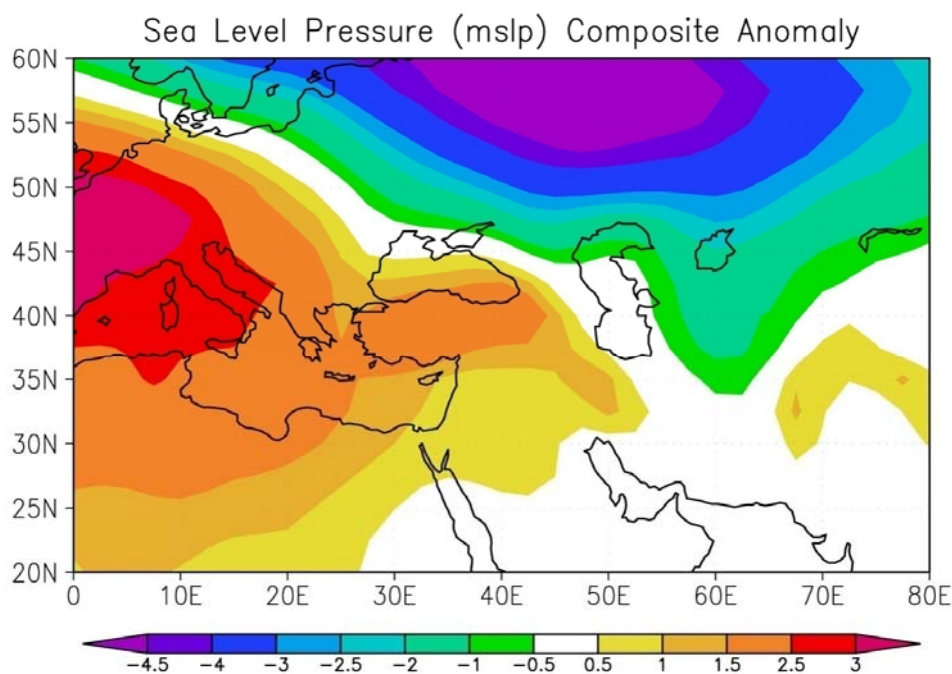 Sea Level Pressure (mslp) Composite Anomaly
60N
55N
50N
45N
40N
35N
30N
25N
20N
0 10E 20E 30E 40E 50E 60E 70E 80E
−4.5 −4 −3 −2.5 −2 −1 −0.5 0.5 1 1.5 2.5 3